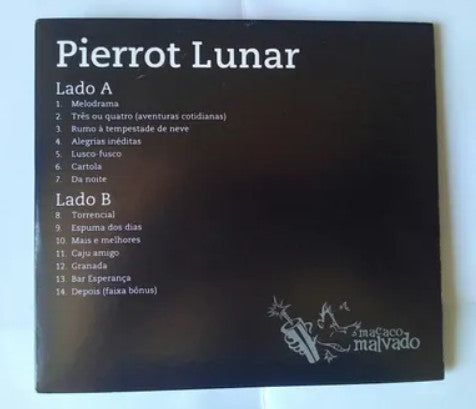 Pierrot Lunar
Lado A
1. Melodrama
2. Três ou quatro (aventuras cotidianas)
3. Rumo à tempestade de neve
4. Alegrias inéditas
5. Lusco-fusco
6. Cartola
7. Da noite
Lado B
8. Torrencial
9. Espuma dos dias
10. Mais e melhores
11. Caju amigo
12. Granada
13. Bar Esperança
14. Depois (faixa bônus)
macaco
malvado